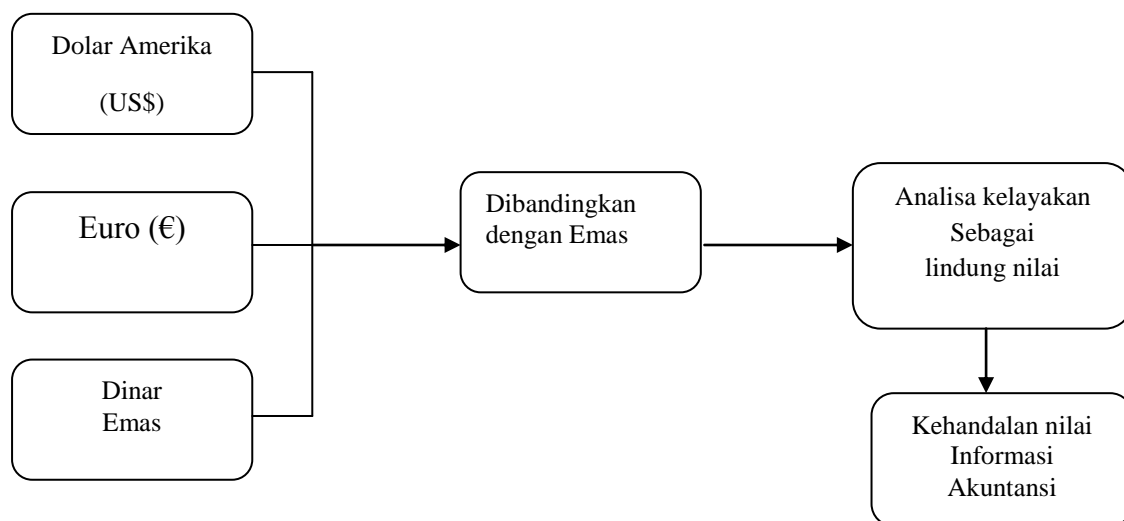 Dolar Amerika
(US$)
Euro (€)
Dinar
Emas
Dibandingkan
dengan Emas
Analisa kelayakan
Sebagai
lindung nilai
Kehandalan nilai
Informasi
Akuntansi